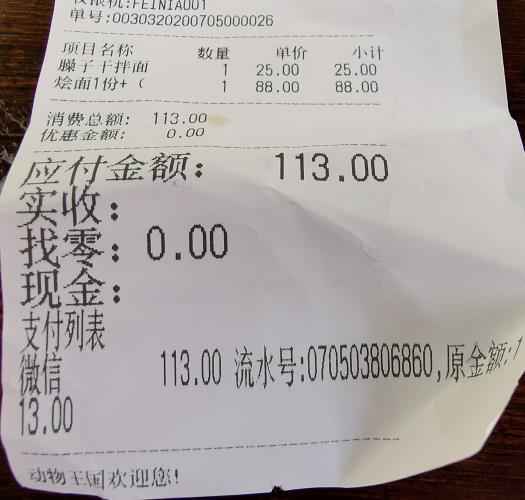 收银机:FEINIA001
单号:0030320200705000026
项目名称 数量 单价 小计
臊子干拌面 1 25.00 25.00
烩面1份+( 1 88.00 88.00
消费总额: 113.00
优惠金额: 0.00
应付金额: 113.00
实收:
找零: 0.00
现金:
支付列表
微信 113.00 流水号:070503806860,原金额:1
13.00
动物王国欢迎您!